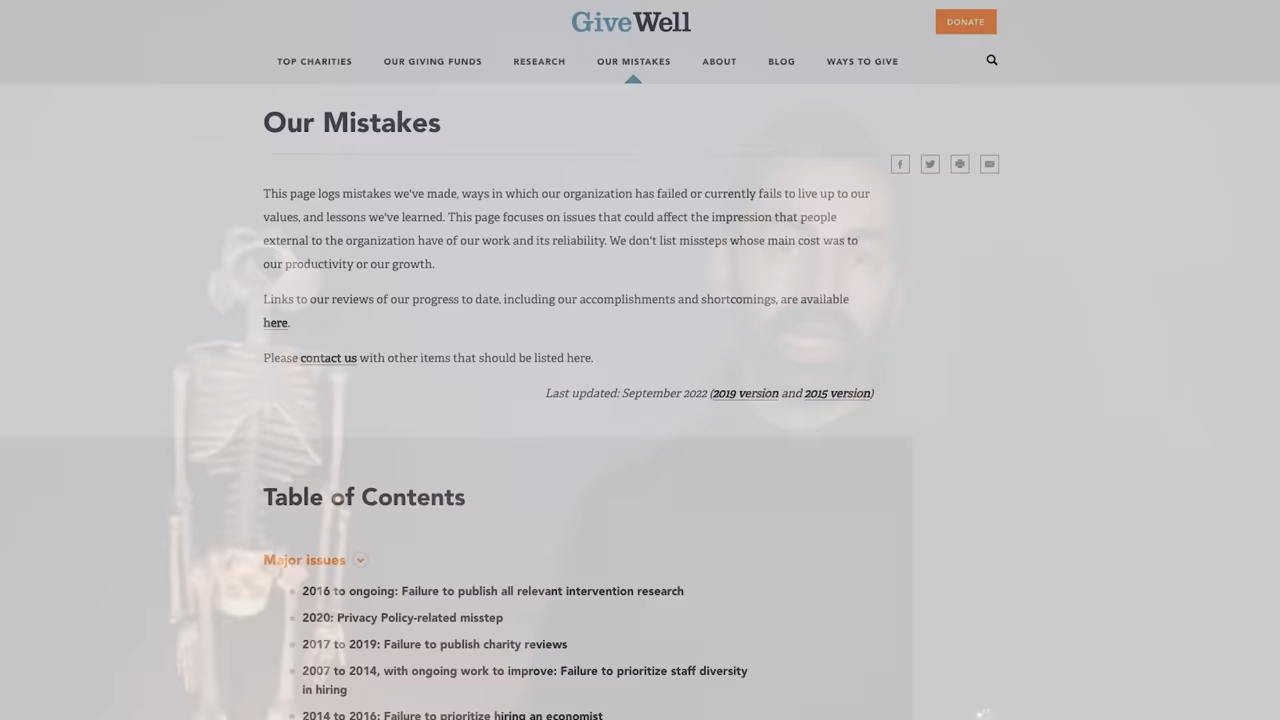 GiveWell
DONATE
TOP CHARITIES OUR GIVING FUNDS RESEARCH OUR MISTAKES ABOUT BLOG WAYS TO GIVE
Our Mistakes
This page logs mistakes we've made, ways in which our organization has failed or currently fails to live up to our
values, and lessons we've learned. This page focuses on issues that could affect the impression that people
external to the organization have of our work and its reliability. We don't list missteps whose main cost was to
our productivity or our growth.
Links to our reviews of our progress to date, including our accomplishments and shortcomings, are available
here.
Please contact us with other items that should be listed here.
Last updated: September 2022 (2019 version and 2015 version)
Table of Contents
Major issues
2016 to ongoing: Failure to publish all relevant intervention research
2020: Privacy Policy-related misstep
2017 to 2019: Failure to publish charity reviews
2007 to 2014, with ongoing work to improve: Failure to prioritize staff diversity
in hiring
2014 to 2016: Failure to prioritize hiring an economist